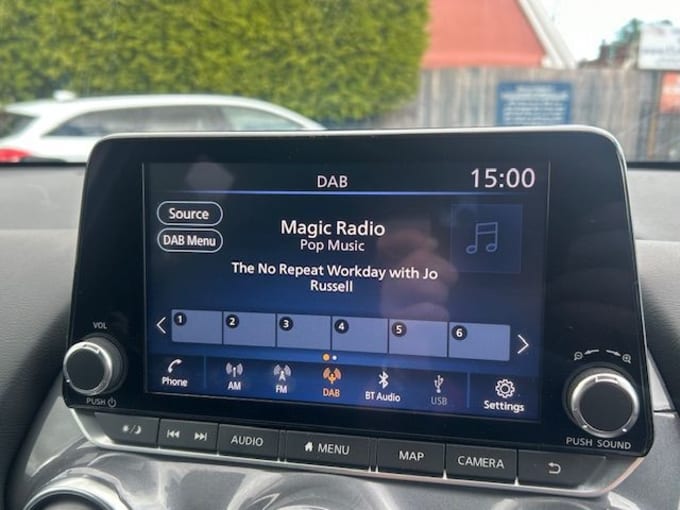 DAB
15:00
Source
DAB Menu
Magic Radio
Pop Music
The No Repeat Workday with Jo
Russell
1 2 3 4 5 6
Phone AM FM DAB BT Audio USB Settings
VOL
PUSH
PUSH SOUND
AUDIO MENU MAP CAMERA